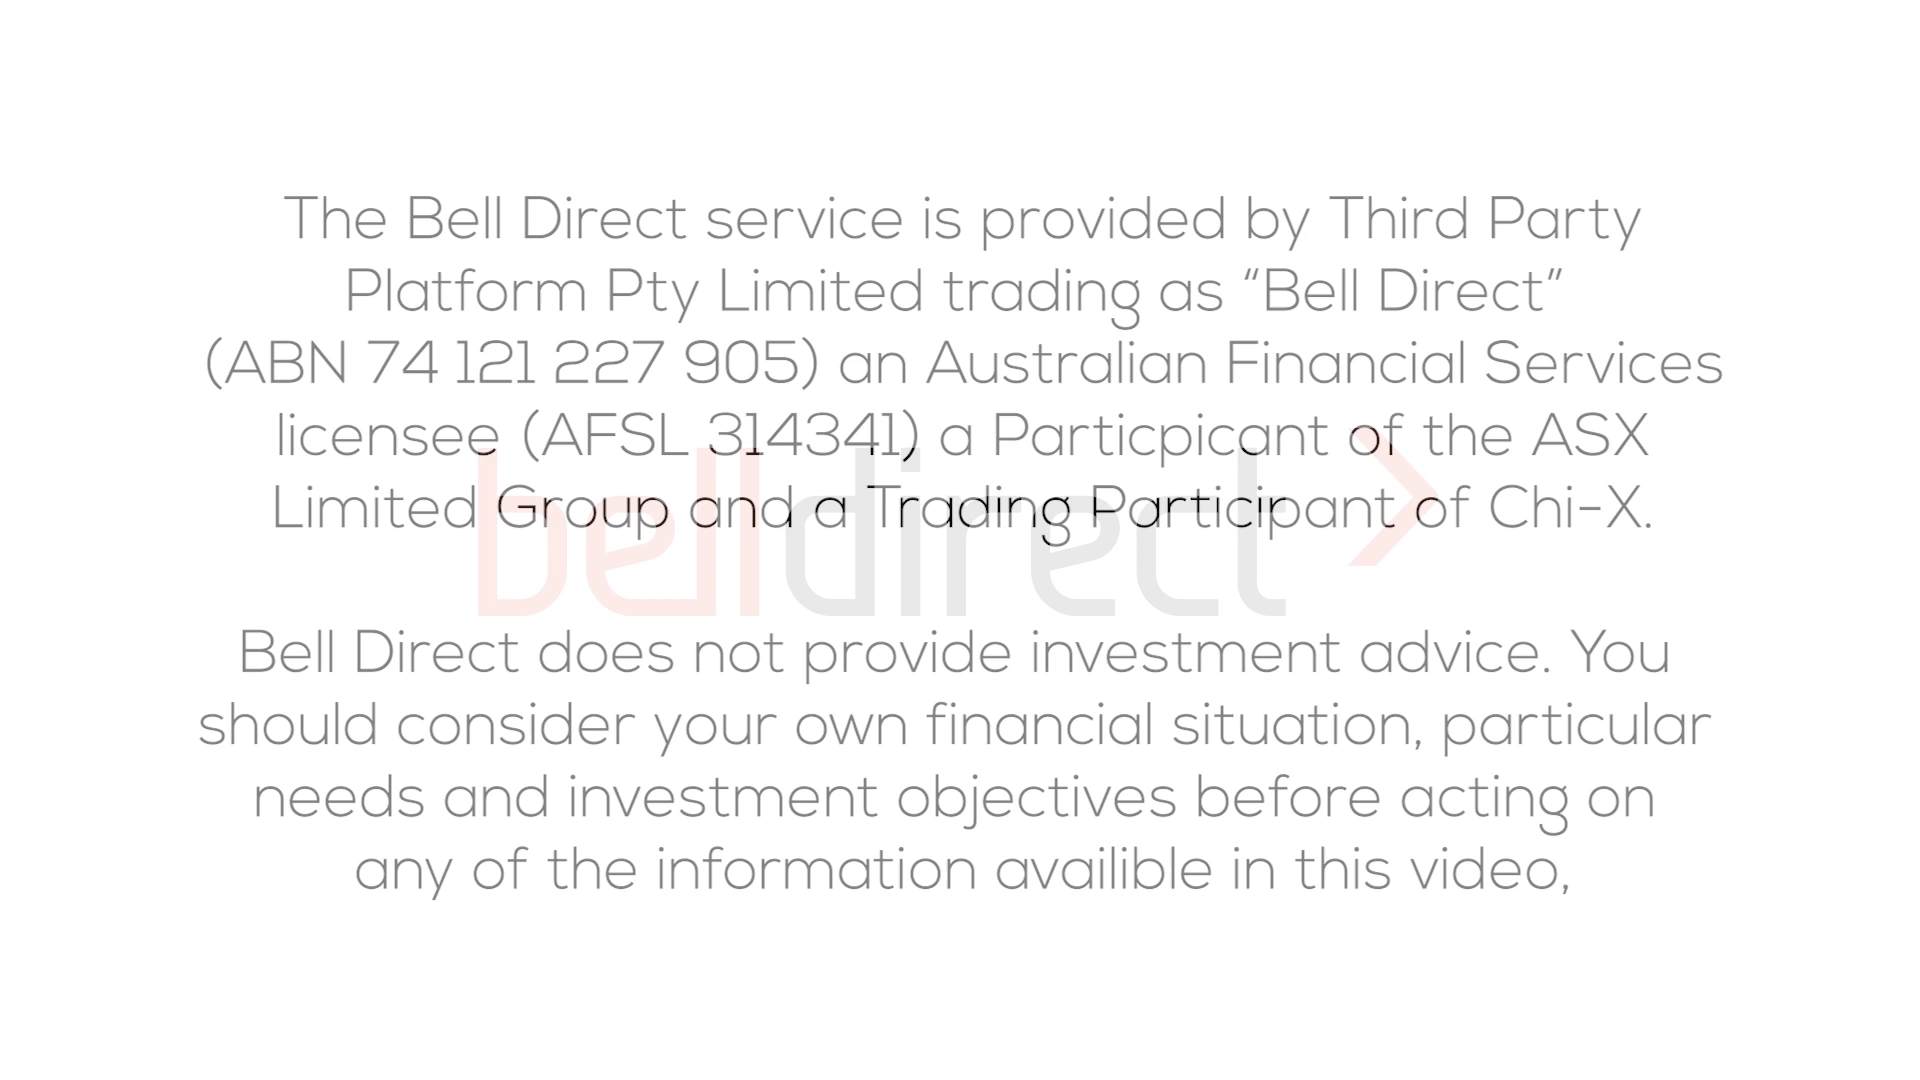 The Bell Direct service is provided by Third Party
Platform Pty Limited trading as “Bell Direct”
(ABN 74 121 227 905) an Australian Financial Services
licensee (AFSL 314341) a Particpicant of the ASX
Limited Group and a Trading Participant of Chi-X.
belldirect
Bell Direct does not provide investment advice. You
should consider your own financial situation, particular
needs and investment objectives before acting on
any of the information availible in this video,